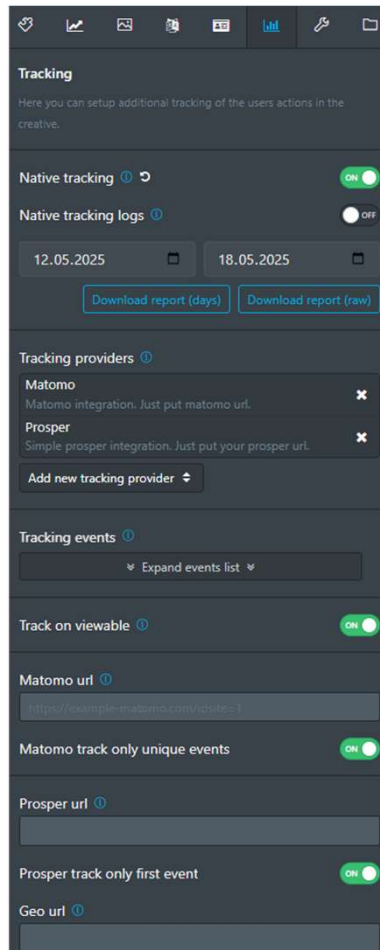 Tracking
Here you can setup additional tracking of the users actions in the
creative.
Native tracking
ON
Native tracking logs
OFF
12.05.2025
18.05.2025
Download report (days)
Download report (raw)
Tracking providers
Matomo
Matomo integration. Just put matomo url.
Prosper
Simple prosper integration. Just put your prosper url.
Add new tracking provider
Tracking events
Expand events list
Track on viewable
ON
Matomo url
https://example-matomo.com/idsite=1
Matomo track only unique events
ON
Prosper url
Prosper track only first event
ON
Geo url